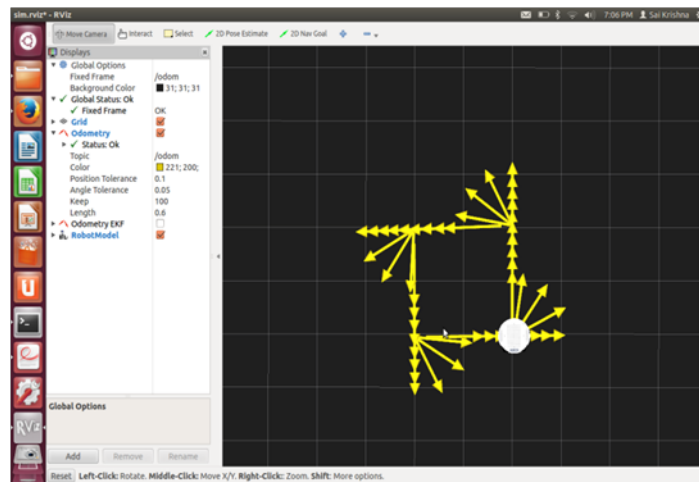 sim.rviz* - RViz
7:06 PM Sai Krishna
Move Camera Interact Select 2D Pose Estimate 2D Nav Goal
Displays
Global Options
Fixed Frame /odom
Background Color 31; 31; 31
Global Status: Ok
Fixed Frame OK
Grid
Odometry
Status: Ok
Topic /odom
Color 221; 200;
Position Tolerance 0.1
Angle Tolerance 0.05
Keep 100
Length 0.6
Odometry EKF
RobotModel
Global Options
Add Remove Rename
Reset Left-Click: Rotate. Middle-Click: Move X/Y. Right-Click:: Zoom. Shift: More options.
RViz